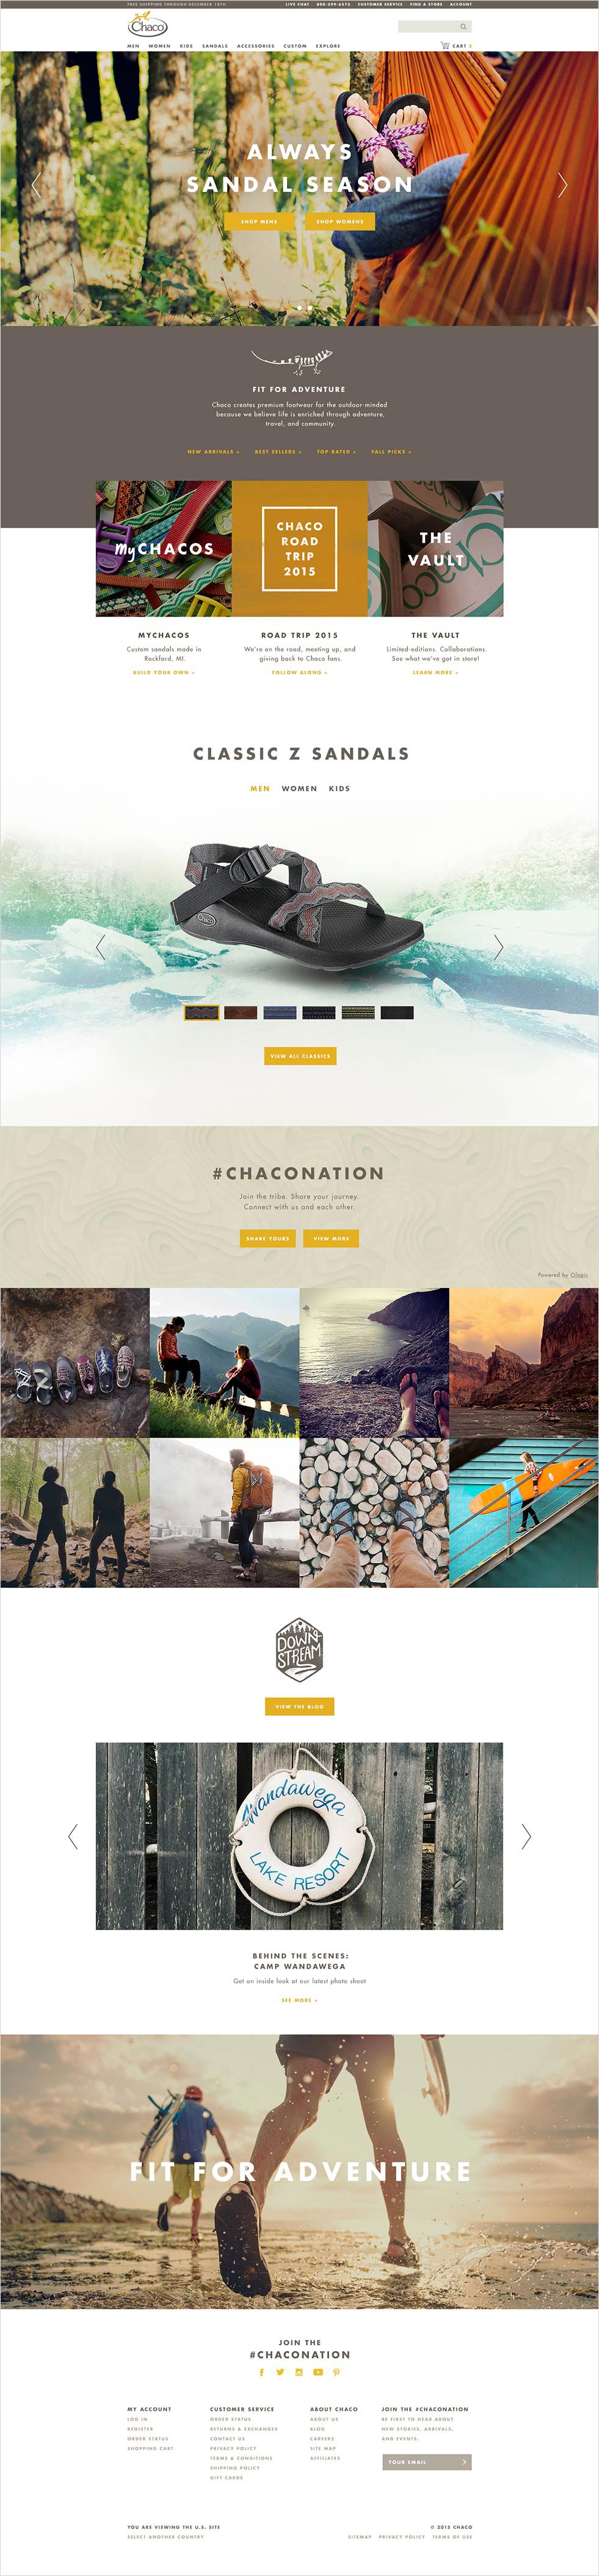 FREE SHIPPING THROUGH DECEMBER 18TH
LIVE CHAT 800-299-6575 CUSTOMER SERVICE FIND A STORE ACCOUNT
Chaco
MEN WOMEN KIDS SANDALS ACCESSORIES CUSTOM EXPLORE
CART
ALWAYS
SANDAL SEASON
SHOP MENS
SHOP WOMENS
FIT FOR ADVENTURE
Chaco creates premium footwear for the outdoor-minded
because we believe life is enriched through adventure,
travel, and community.
NEW ARRIVALS » BEST SELLERS » TOP RATED » FALL PICKS »
myCHACOS
CHACO
ROAD
TRIP
2015
THE
VAULT
chaco
MYCHACOS
Custom sandals made in
Rockford, MI.
BUILD YOUR OWN »
ROAD TRIP 2015
We're on the road, meeting up, and
giving back to Chaco fans.
FOLLOW ALONG »
THE VAULT
Limited-editions. Collaborations.
See what we've got in store!
LEARN MORE »
CLASSIC Z SANDALS
MEN WOMEN KIDS
Chaco
VIEW ALL CLASSICS
#CHACONATION
Join the tribe. Share your journey.
Connect with us and each other.
SHARE YOURS
VIEW MORE
Powered by Olapic
DOWN
STREAM
VIEW THE BLOG
Wandawega
LAKE RESORT
BEHIND THE SCENES:
CAMP WANDAWEGA
Get an inside look at our latest photo shoot
SEE MORE »
FIT FOR ADVENTURE
JOIN THE
#CHACONATION
MY ACCOUNT
LOG IN
REGISTER
ORDER STATUS
SHOPPING CART
CUSTOMER SERVICE
ORDER STATUS
RETURNS & EXCHANGES
CONTACT US
PRIVACY POLICY
TERMS & CONDITIONS
SHIPPING POLICY
GIFT CARDS
ABOUT CHACO
ABOUT US
BLOG
CAREERS
SITE MAP
AFFILIATES
JOIN THE #CHACONATION
BE FIRST TO HEAR ABOUT
NEW STORIES, ARRIVALS,
AND EVENTS.
YOUR EMAIL
YOU ARE VIEWING THE U.S. SITE
SELECT ANOTHER COUNTRY
© 2015 CHACO
SITEMAP PRIVACY POLICY TERMS OF USE